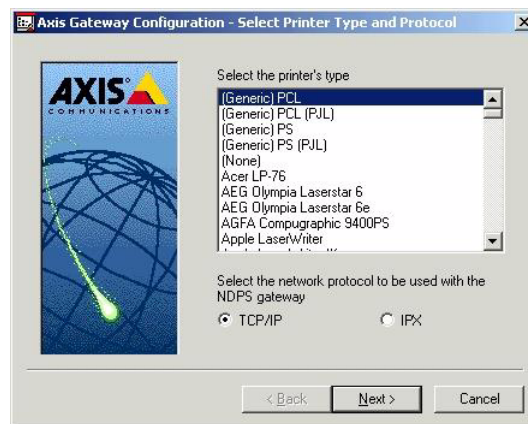 Axis Gateway Configuration - Select Printer Type and Protocol
AXIS
COMMUNICATIONS
Select the printer's type
(Generic) PCL
(Generic) PCL (PJL)
(Generic) PS
(Generic) PS (PJL)
(None)
Acer LP-76
AEG Olympia Laserstar 6
AEG Olympia Laserstar 6e
AGFA Compugraphic 9400PS
Apple LaserWriter
Select the network protocol to be used with the
NDPS gateway
TCP/IP
IPX
< Back
Next >
Cancel